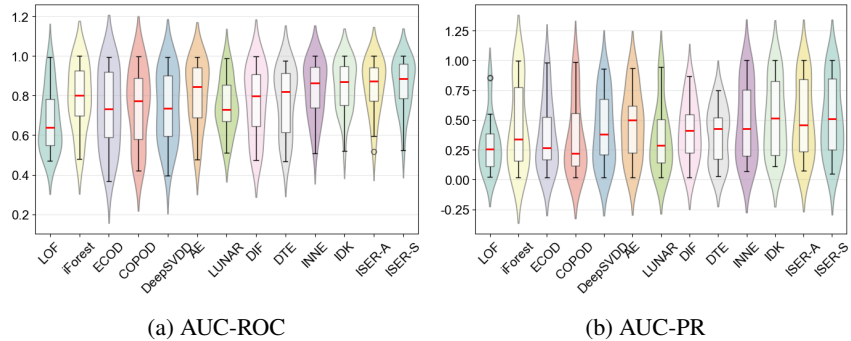 1.2
1.0
0.8
0.6
0.4
0.2
LOF
iForest
ECOD
COPOD
DeepSVDD
AE
LUNAR
DIF
DTE
INNE
IDK
ISER-A
ISER-S
(a) AUC-ROC
1.25
1.00
0.75
0.50
0.25
0.00
-0.25
LOF
iForest
ECOD
COPOD
DeepSVDD
AE
LUNAR
DIF
DTE
INNE
IDK
ISER-A
ISER-S
(b) AUC-PR